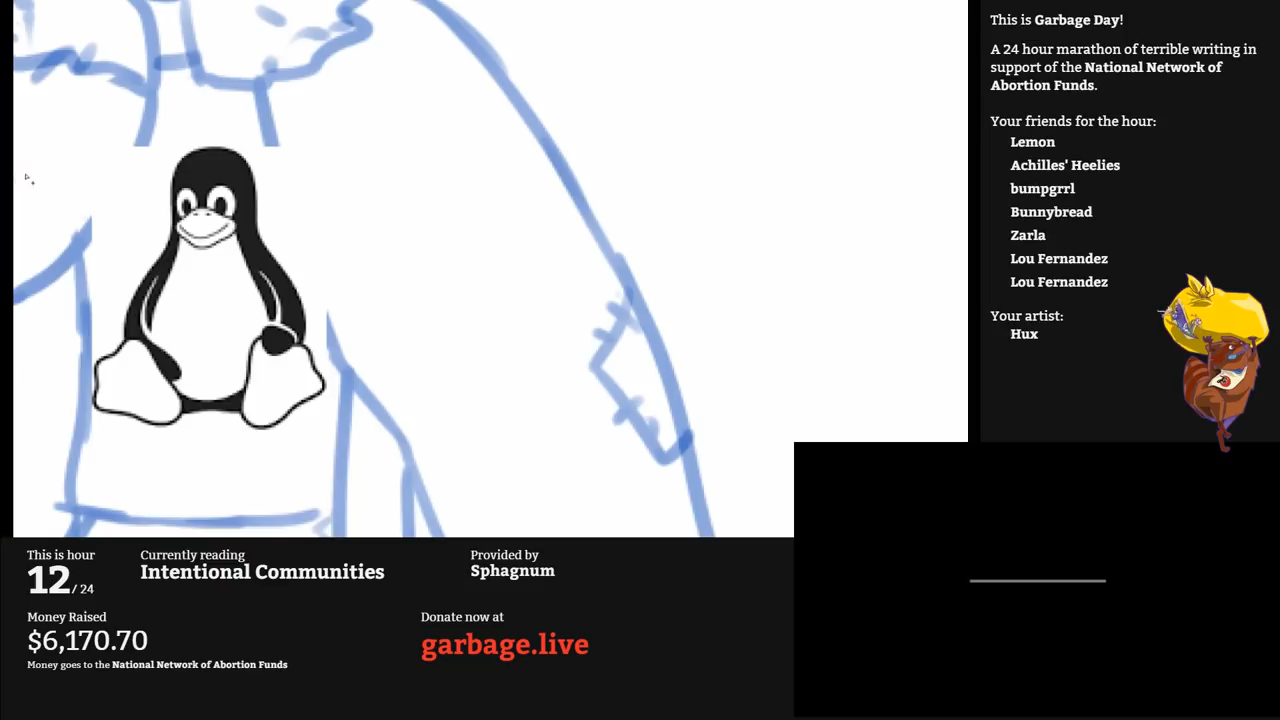 This is Garbage Day!
A 24 hour marathon of terrible writing in
support of the National Network of
Abortion Funds.
Your friends for the hour:
Lemon
Achilles' Heelies
bumpgrrl
Bunnybread
Zarla
Lou Fernandez
Lou Fernandez
Your artist:
Hux
This is hour
12/ 24
Currently reading
Intentional Communities
Provided by
Sphagnum
Money Raised
$6,170.70
Money goes to the National Network of Abortion Funds
Donate now at
garbage.live